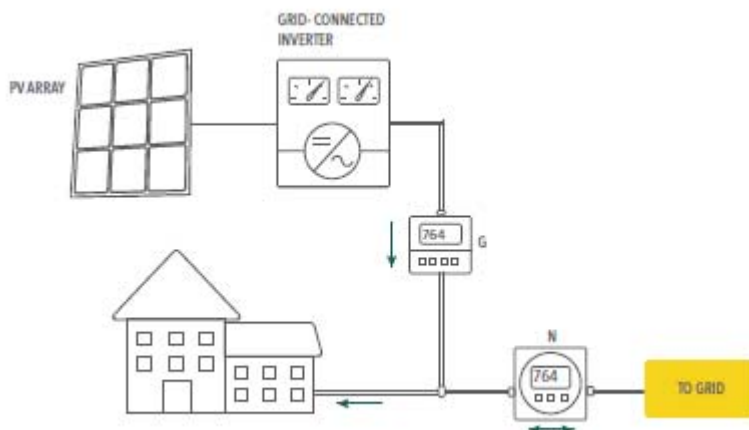 GRID- CONNECTED
INVERTER
PV ARRAY
764
G
N
764
TO GRID